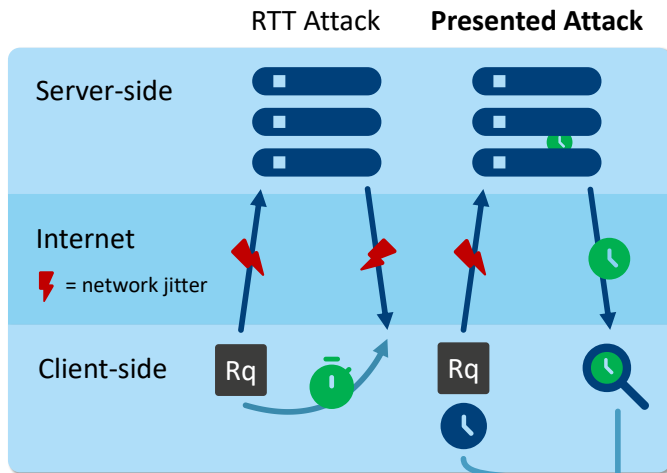 RTT Attack
Presented Attack
Server-side
Internet
= network jitter
Client-side
Rq
Rq